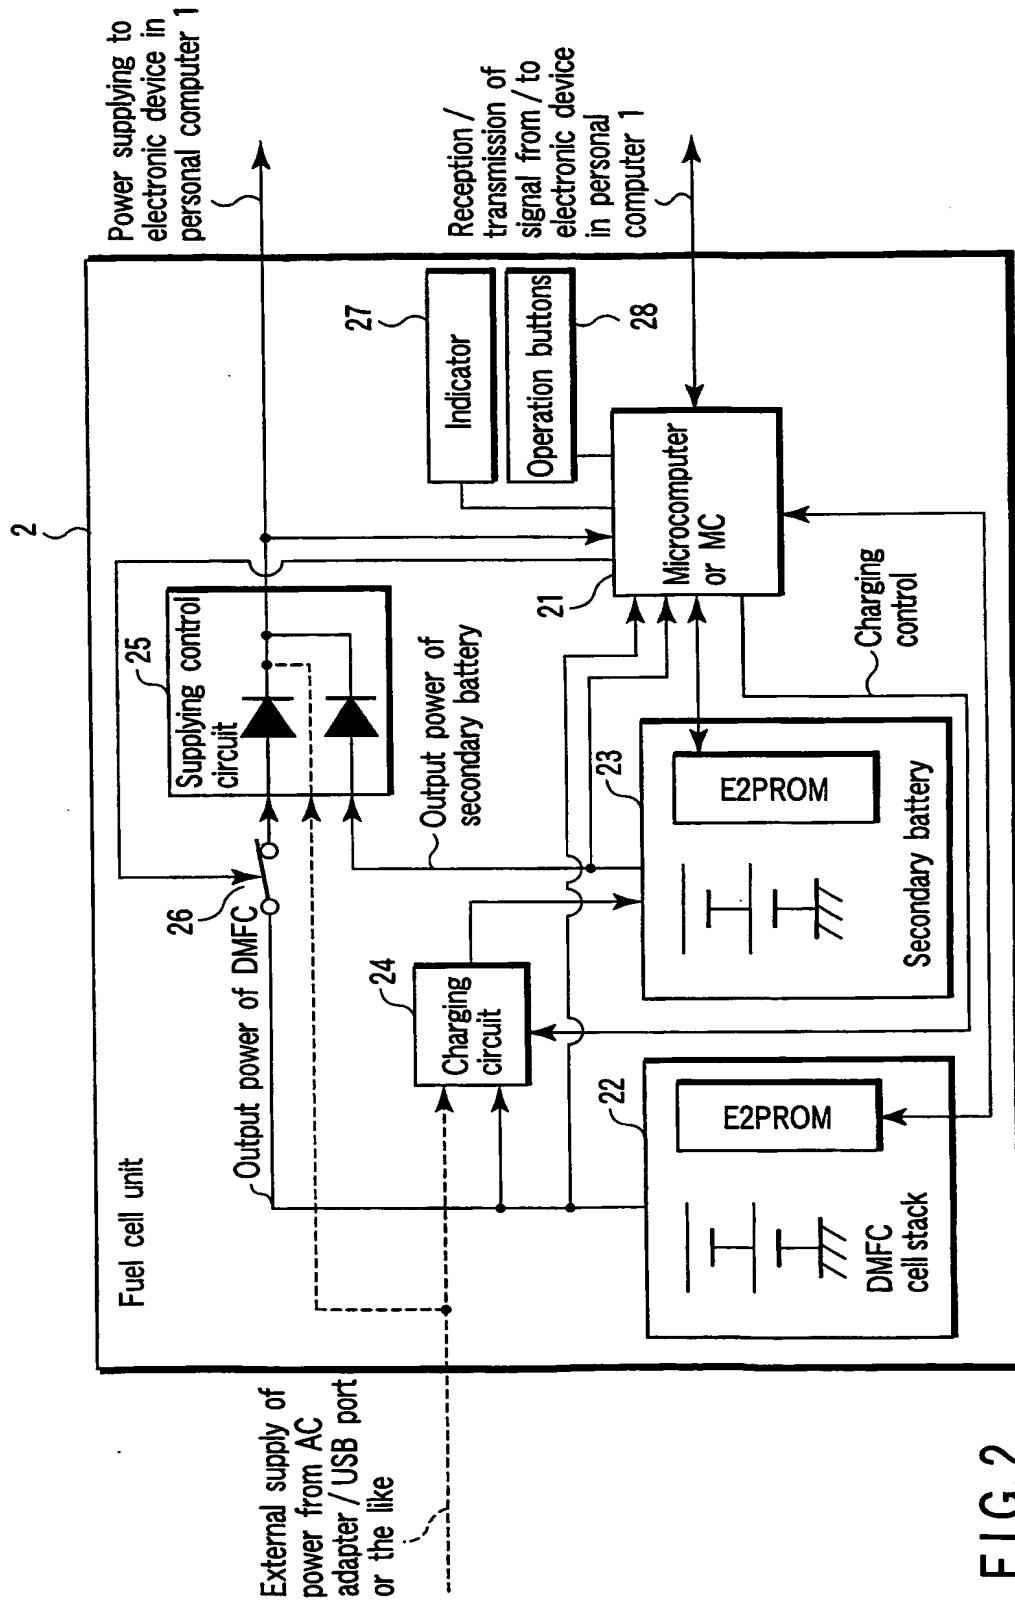 Power supplying to
electronic device in
personal computer 1
Reception /
transmission of
signal from / to
electronic device
in personal
computer 1
2
Fuel cell unit
25
Supplying control
circuit
27
Indicator
Operation buttons
28
26
Output power of DMFC
Output power of
secondary battery
21
Microcomputer
or MC
24
Charging
circuit
23
E2PROM
Secondary battery
Charging
control
22
E2PROM
DMFC
cell stack
External supply of
power from AC
adapter / USB port
or the like
FIG. 2